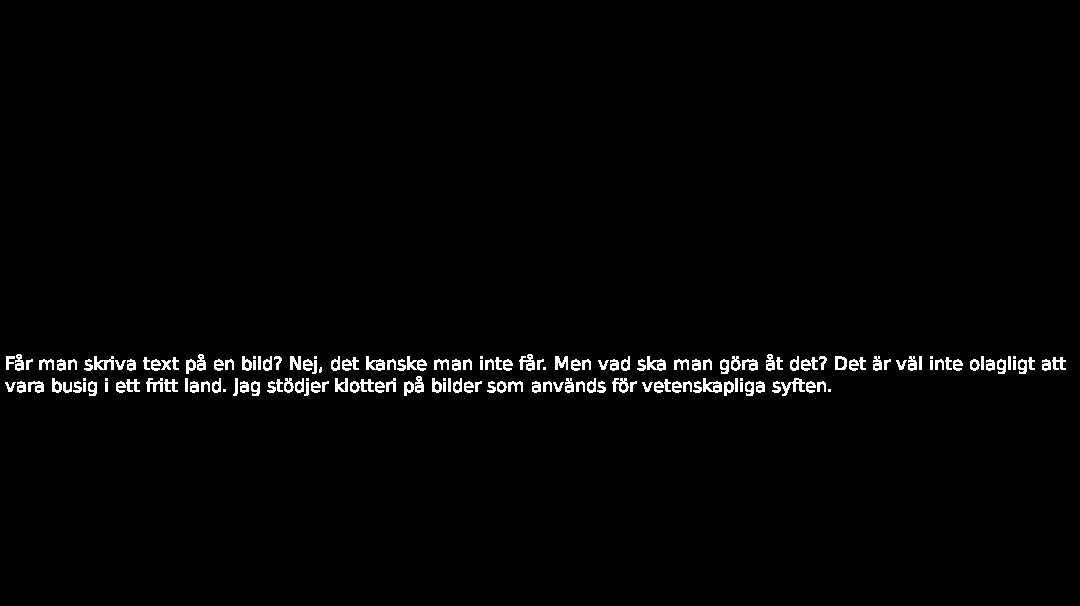 Får man skriva text på en bild? Nej, det kanske man inte får. Men vad ska man göra åt det? Det är väl inte olagligt att
vara busig i ett fritt land. Jag stödjer klotteri på bilder som används för vetenskapliga syften.